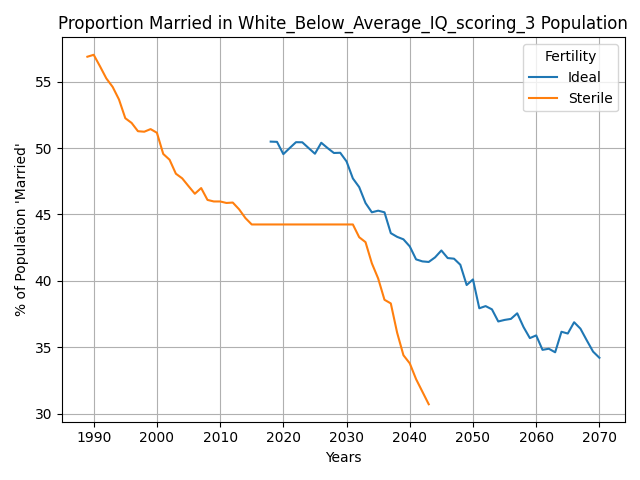 Proportion Married in White_Below_Average_IQ_scoring_3 Population
% of Population 'Married'
55
50
45
40
35
30
Fertility
Ideal
Sterile
1990 2000 2010 2020 2030 2040 2050 2060 2070
Years